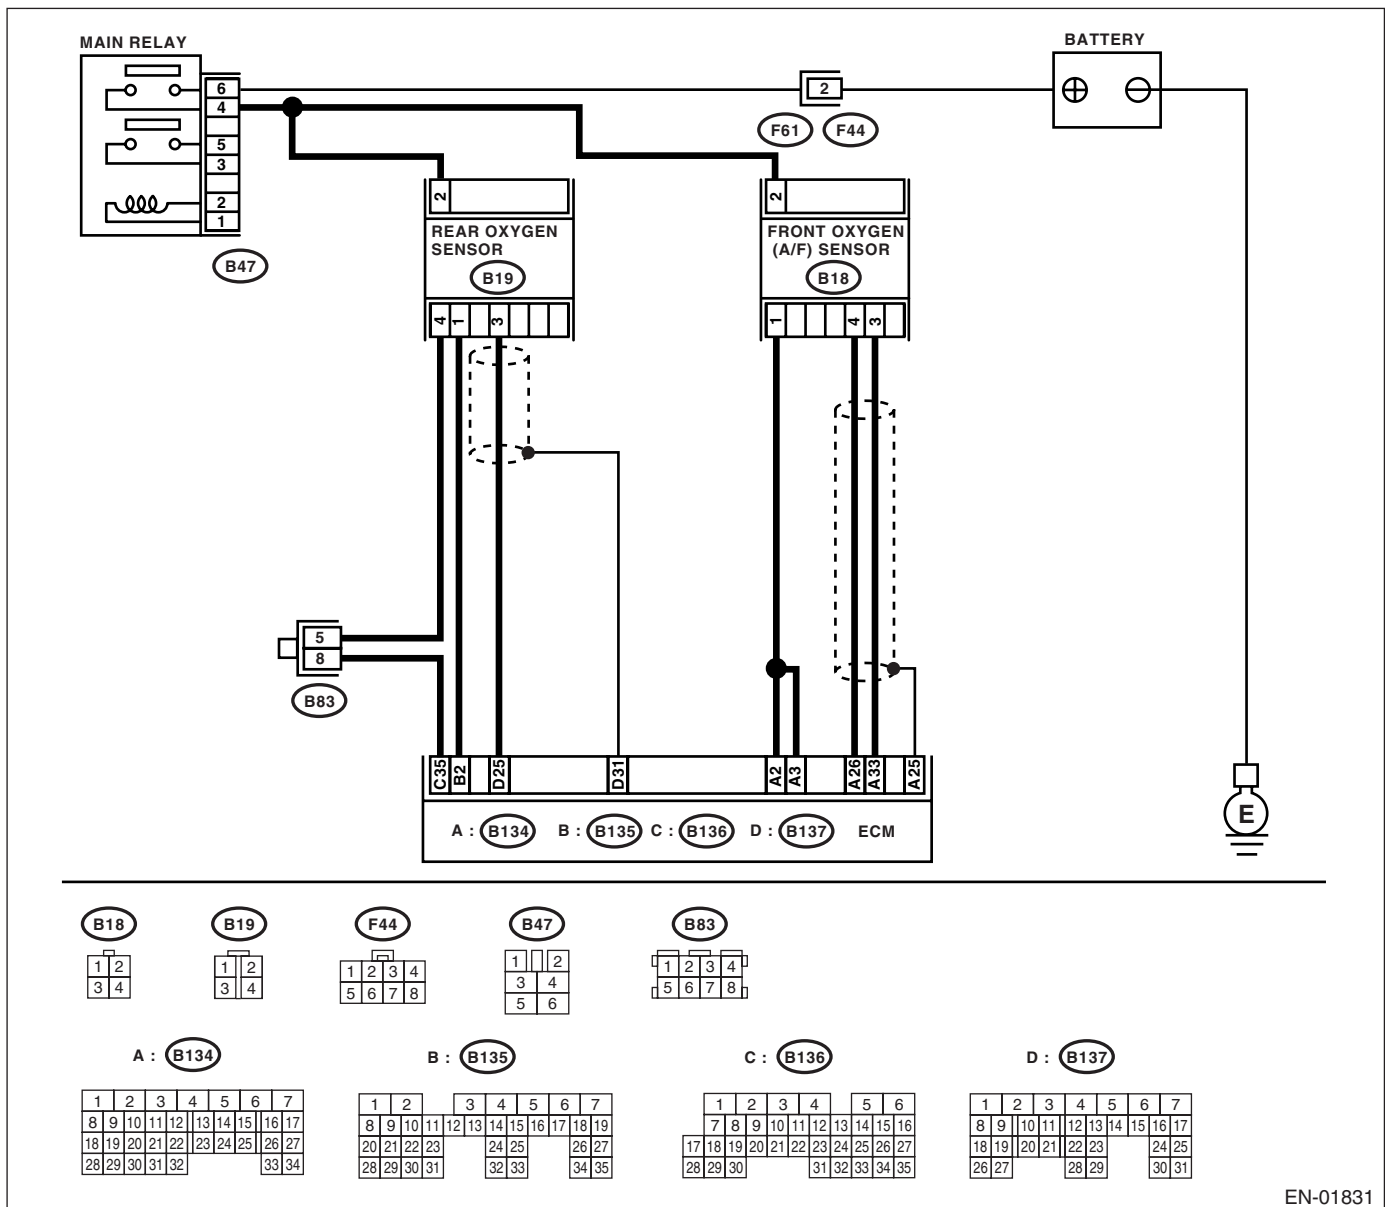 MAIN RELAY
BATTERY
6
4
5
3
2
1
B47
2
F61 F44
2
REAR OXYGEN
SENSOR
B19
4 1 3
2
FRONT OXYGEN
(A/F) SENSOR
B18
1 4 3
5
8
B83
C35 B2 D25 D31 A2 A3 A26 A33 A25
A : B134 B : B135 C : B136 D : B137 ECM
E
B18 B19 F44 B47 B83
1 2
3 4
1 2
3 4
1 2 3 4
5 6 7 8
1 2
3 4
5 6
1 2 3 4
5 6 7 8
A : B134
1 2 3 4 5 6 7
8 9 10 11 12 13 14 15 16 17
18 19 20 21 22 23 24 25 26 27
28 29 30 31 32 33 34
B : B135
1 2 3 4 5 6 7
8 9 10 11 12 13 14 15 16 17 18 19
20 21 22 23 24 25 26 27
28 29 30 31 32 33 34 35
C : B136
1 2 3 4 5 6
7 8 9 10 11 12 13 14 15 16
17 18 19 20 21 22 23 24 25 26 27
28 29 30 31 32 33 34 35
D : B137
1 2 3 4 5 6 7
8 9 10 11 12 13 14 15 16 17
18 19 20 21 22 23 24 25
26 27 28 29 30 31
EN-01831